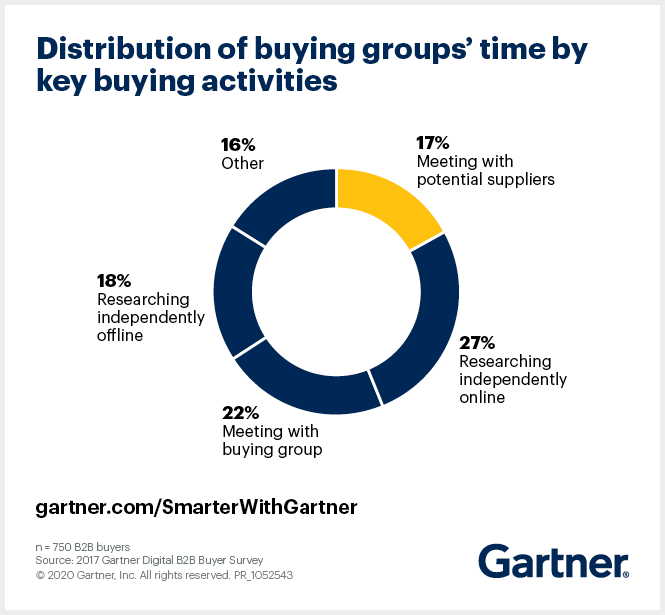 Distribution of buying groups’ time by
key buying activities
16%
Other
17%
Meeting with
potential suppliers
18%
Researching
independently
offline
27%
Researching
independently
online
22%
Meeting with
buying group
gartner.com/SmarterWithGartner
n = 750 B2B buyers
Source: 2017 Gartner Digital B2B Buyer Survey
© 2020 Gartner, Inc. All rights reserved. PR_1052543
Gartner®